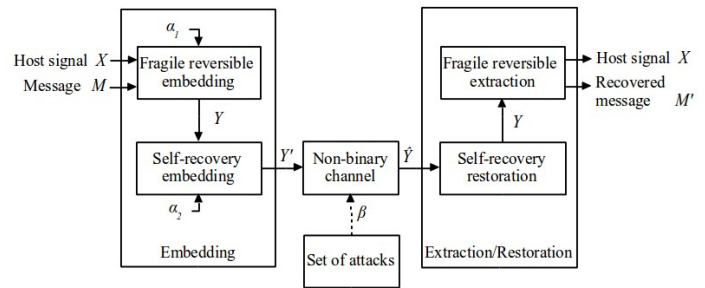 α1
Host signal X
Message M
Fragile reversible
embedding
Y
Self-recovery
embedding
α2
Embedding
Y'
Non-binary
channel
β
Set of attacks
Ŷ
Fragile reversible
extraction
Y
Self-recovery
restoration
Extraction/Restoration
Host signal X
Recovered
message M'